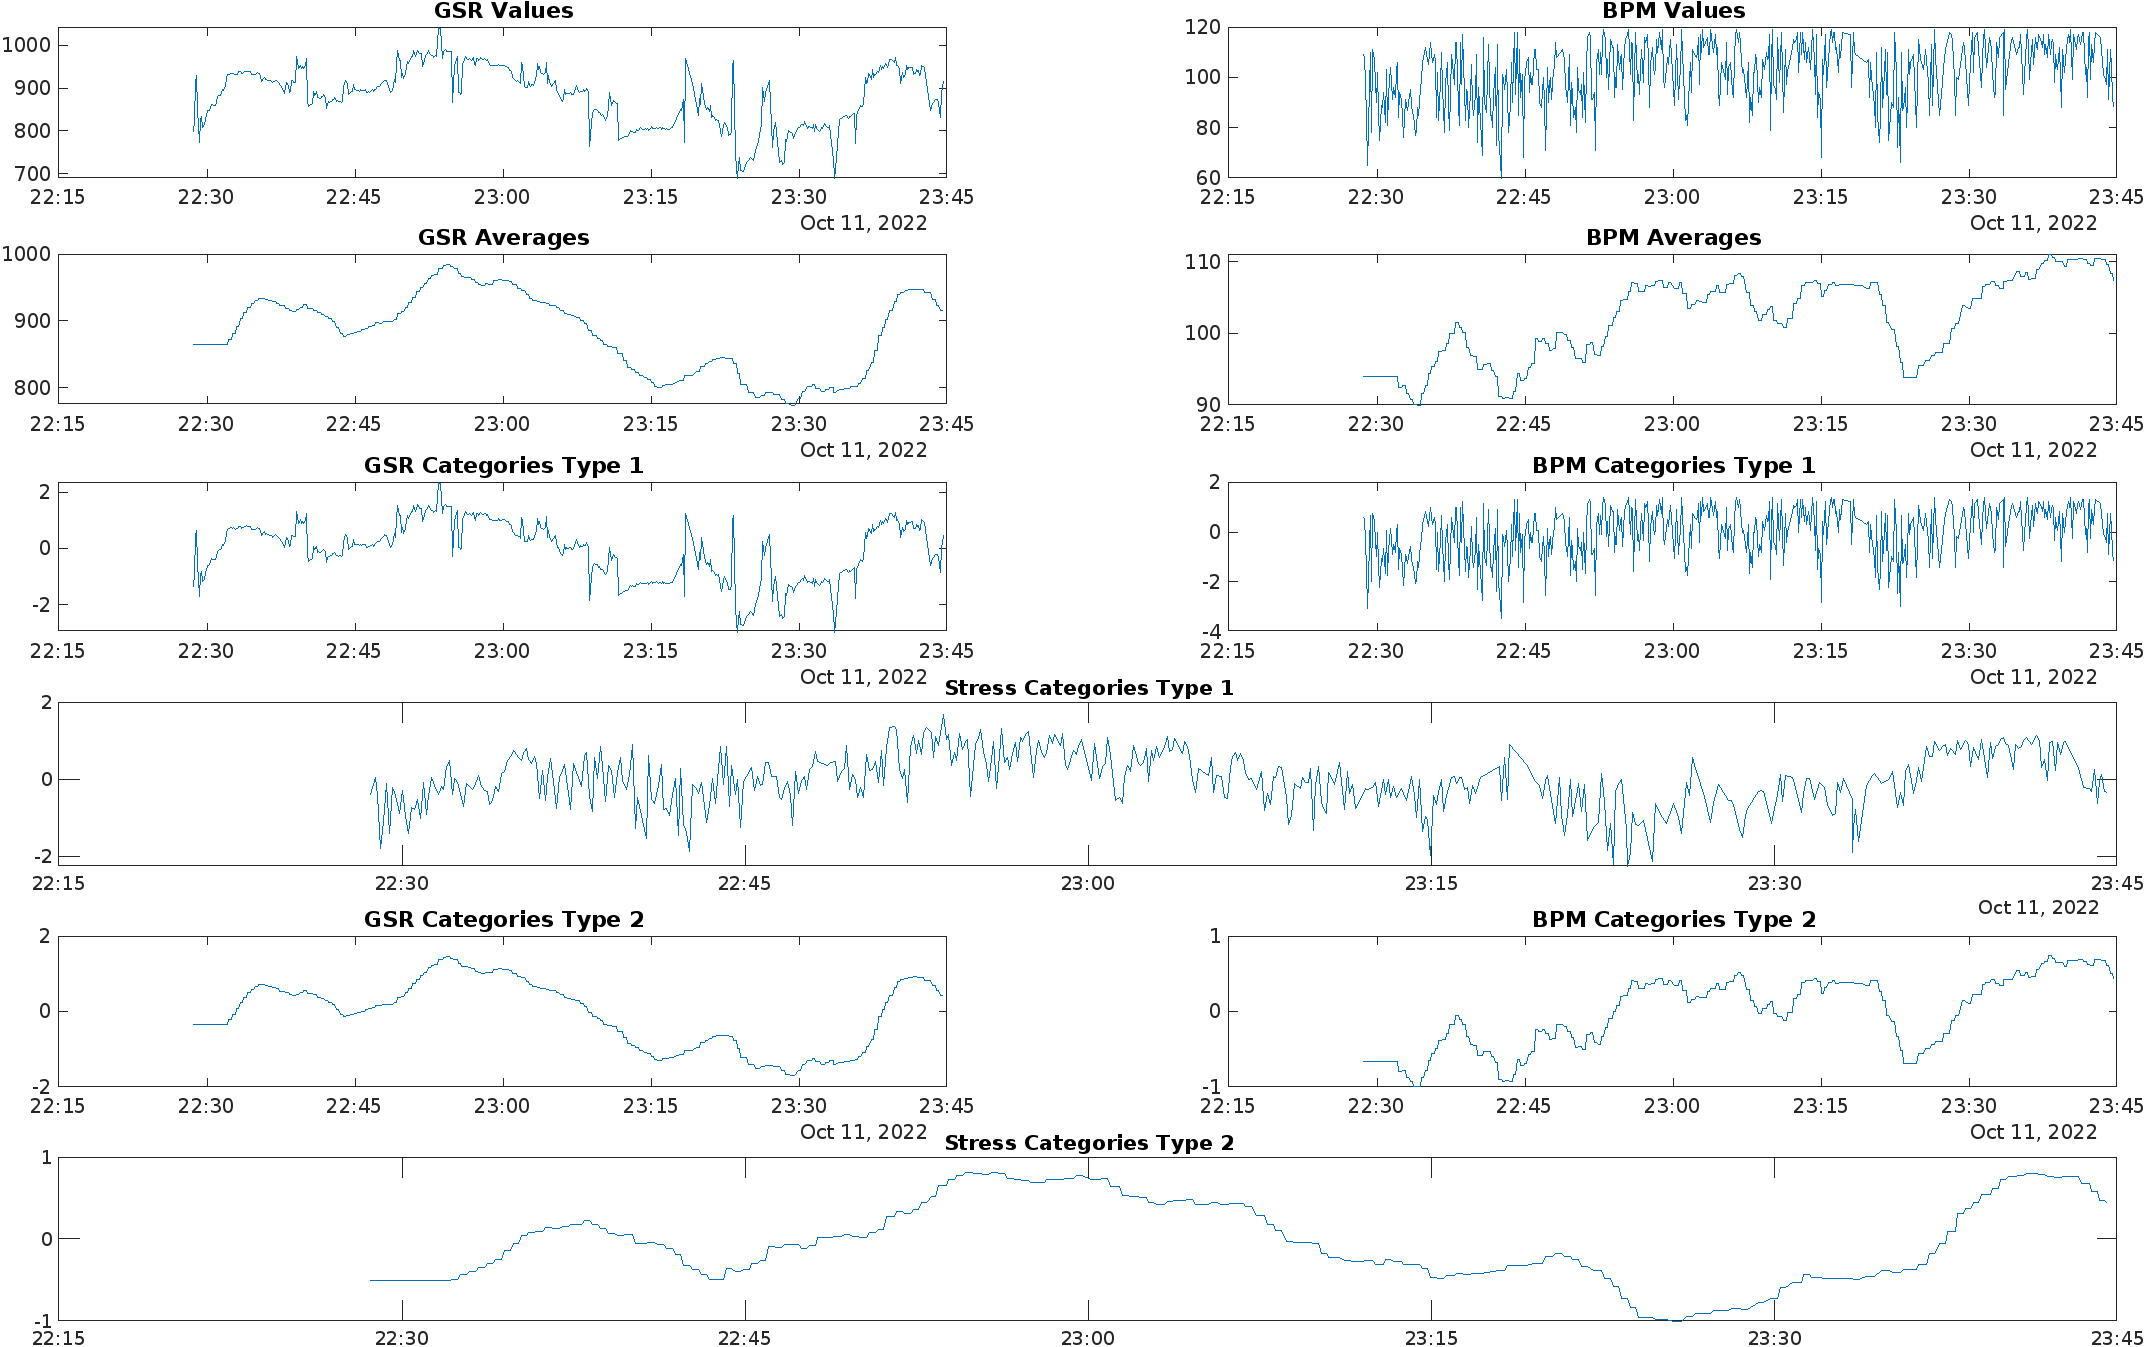 GSR Values
1000
900
800
700
22:15 22:30 22:45 23:00 23:15 23:30 23:45
Oct 11, 2022
BPM Values
120
100
80
60
22:15 22:30 22:45 23:00 23:15 23:30 23:45
Oct 11, 2022
GSR Averages
1000
900
800
22:15 22:30 22:45 23:00 23:15 23:30 23:45
Oct 11, 2022
BPM Averages
110
100
90
22:15 22:30 22:45 23:00 23:15 23:30 23:45
Oct 11, 2022
GSR Categories Type 1
2
0
-2
22:15 22:30 22:45 23:00 23:15 23:30 23:45
Oct 11, 2022
BPM Categories Type 1
2
0
-2
-4
22:15 22:30 22:45 23:00 23:15 23:30 23:45
Oct 11, 2022
Stress Categories Type 1
2
0
-2
22:15 22:30 22:45 23:00 23:15 23:30 23:45
Oct 11, 2022
GSR Categories Type 2
2
0
-2
22:15 22:30 22:45 23:00 23:15 23:30 23:45
Oct 11, 2022
BPM Categories Type 2
1
0
-1
22:15 22:30 22:45 23:00 23:15 23:30 23:45
Oct 11, 2022
Stress Categories Type 2
1
0
-1
22:15 22:30 22:45 23:00 23:15 23:30 23:45